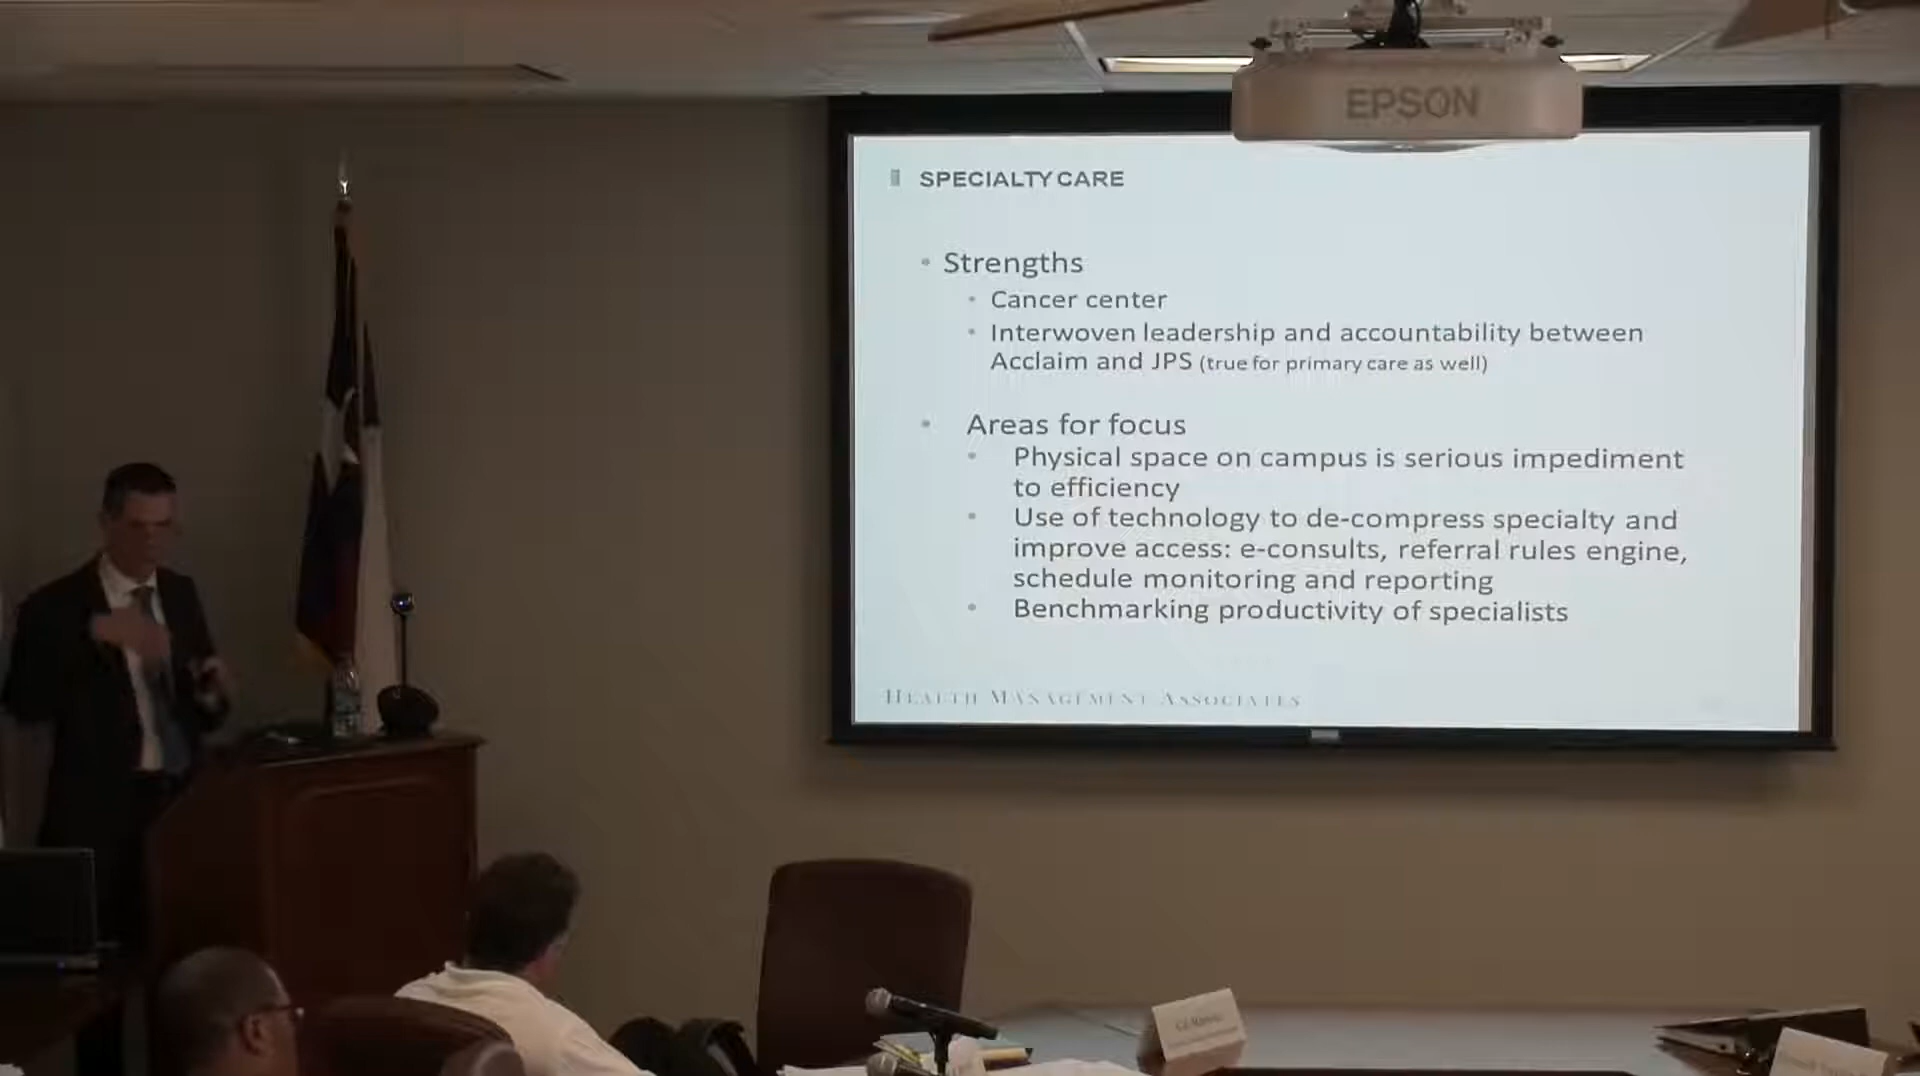 EPSON
SPECIALTY CARE
• Strengths
• Cancer center
• Interwoven leadership and accountability between
Acclaim and JPS (true for primary care as well)
• Areas for focus
• Physical space on campus is serious impediment
to efficiency
• Use of technology to de-compress specialty and
improve access: e-consults, referral rules engine,
schedule monitoring and reporting
• Benchmarking productivity of specialists
HEALTH MANAGEMENT ASSOCIATES